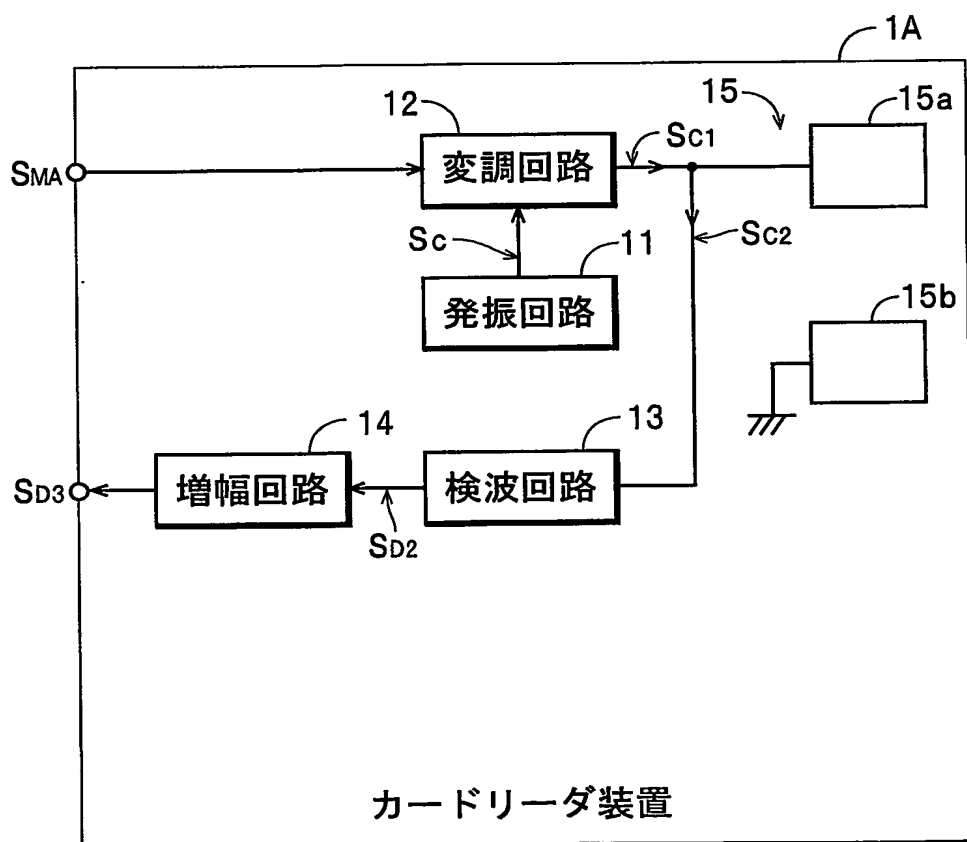 1A
12
15
15a
SC1
SMA
変調回路
SC
11
SC2
発振回路
15b
14
13
SD3
増幅回路
検波回路
SD2
カードリーダ装置